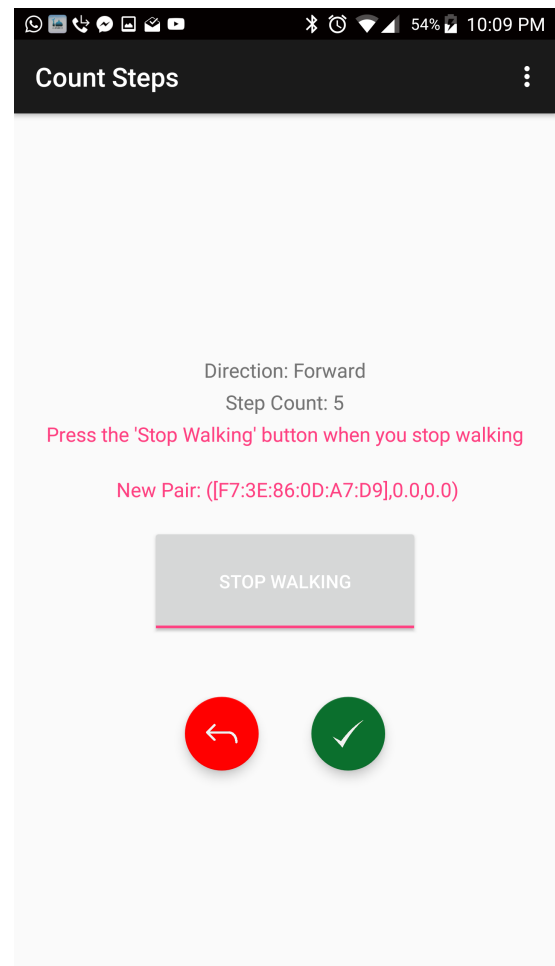 54% 10:09 PM
Count Steps
Direction: Forward
Step Count: 5
Press the 'Stop Walking' button when you stop walking
New Pair: ([F7:3E:86:0D:A7:D9],0.0,0.0)
STOP WALKING